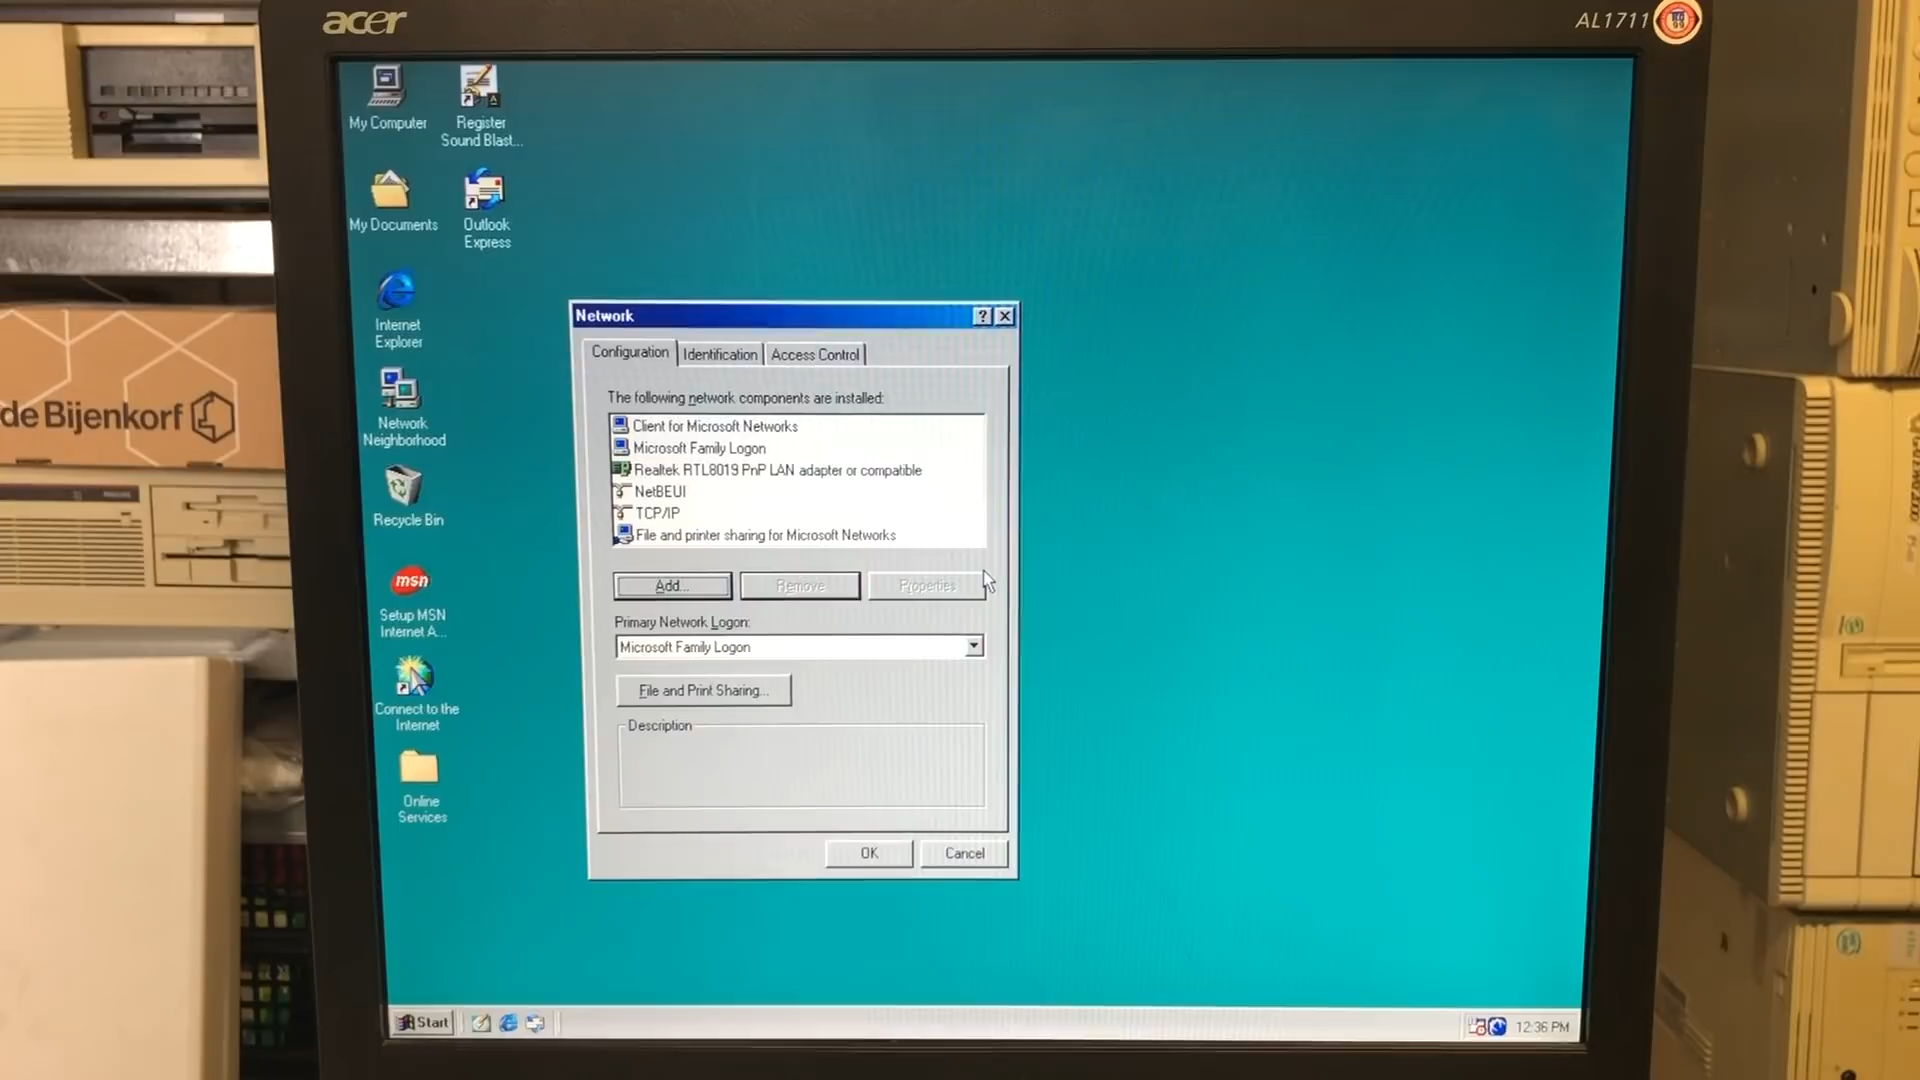 acer
AL1711
My Computer
Register
Sound Blast...
My Documents
Outlook
Express
Internet
Explorer
Network
Neighborhood
Recycle Bin
msn
Setup MSN
Internet A...
Connect to the
Internet
Online
Services
de Bijenkorf
Network
Configuration
Identification
Access Control
The following network components are installed:
Client for Microsoft Networks
Microsoft Family Logon
Realtek RTL8019 PnP LAN adapter or compatible
NetBEUI
TCP/IP
File and printer sharing for Microsoft Networks
Add...
Remove
Properties
Primary Network Logon:
Microsoft Family Logon
File and Print Sharing...
Description
OK
Cancel
Start
12:36 PM